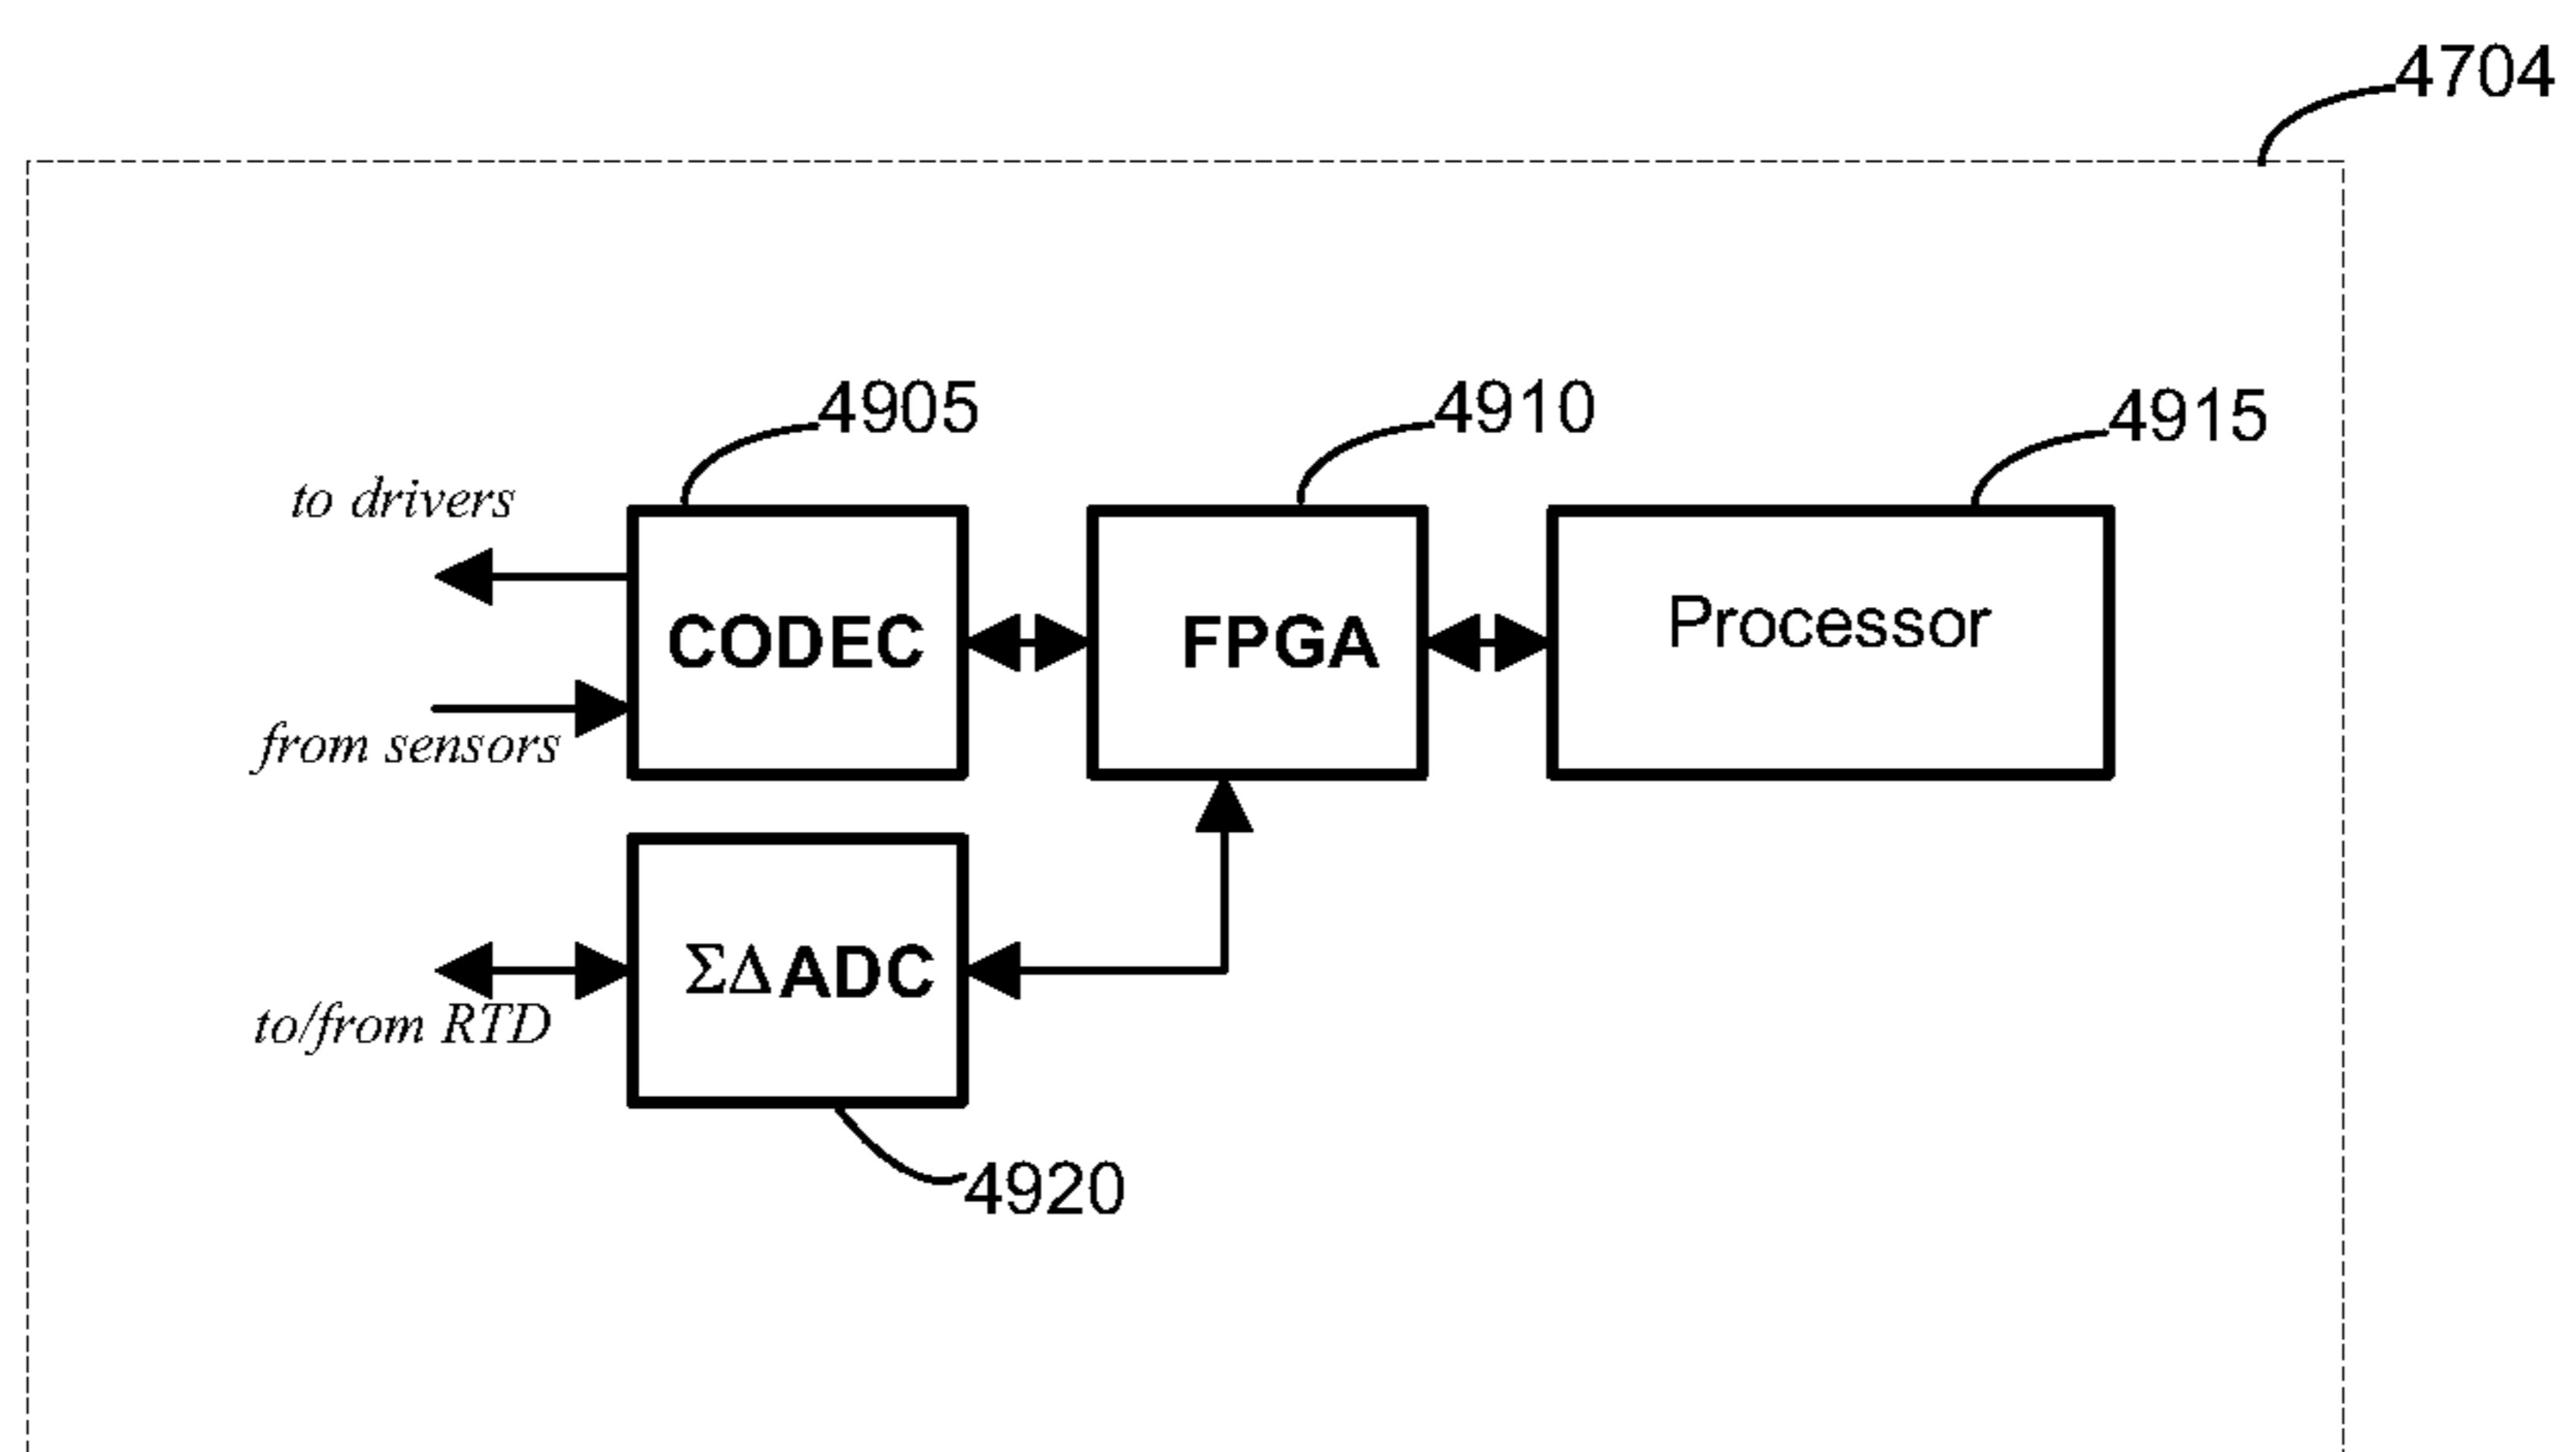 4704
4905
4910
4915
to drivers
CODEC
FPGA
Processor
from sensors
ΣΔADC
to/from RTD
4920